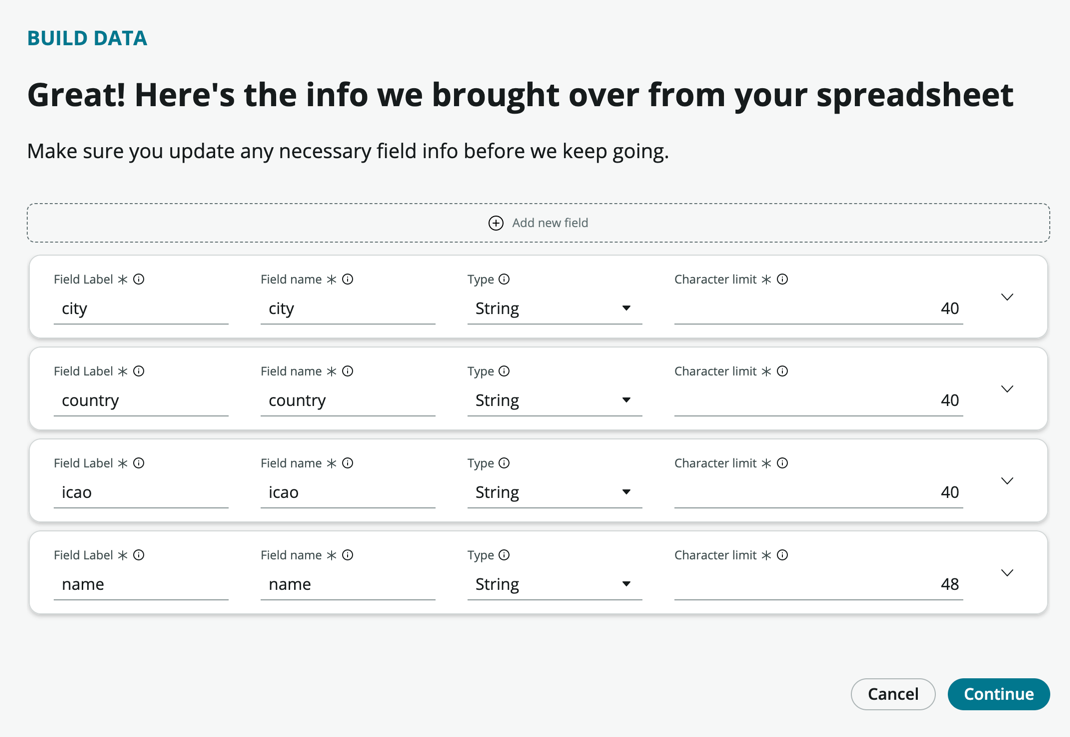 BUILD DATA
Great! Here's the info we brought over from your spreadsheet
Make sure you update any necessary field info before we keep going.
Add new field
Field Label * Field name * Type Character limit *
city city String 40
Field Label * Field name * Type Character limit *
country country String 40
Field Label * Field name * Type Character limit *
icao icao String 40
Field Label * Field name * Type Character limit *
name name String 48
Cancel Continue